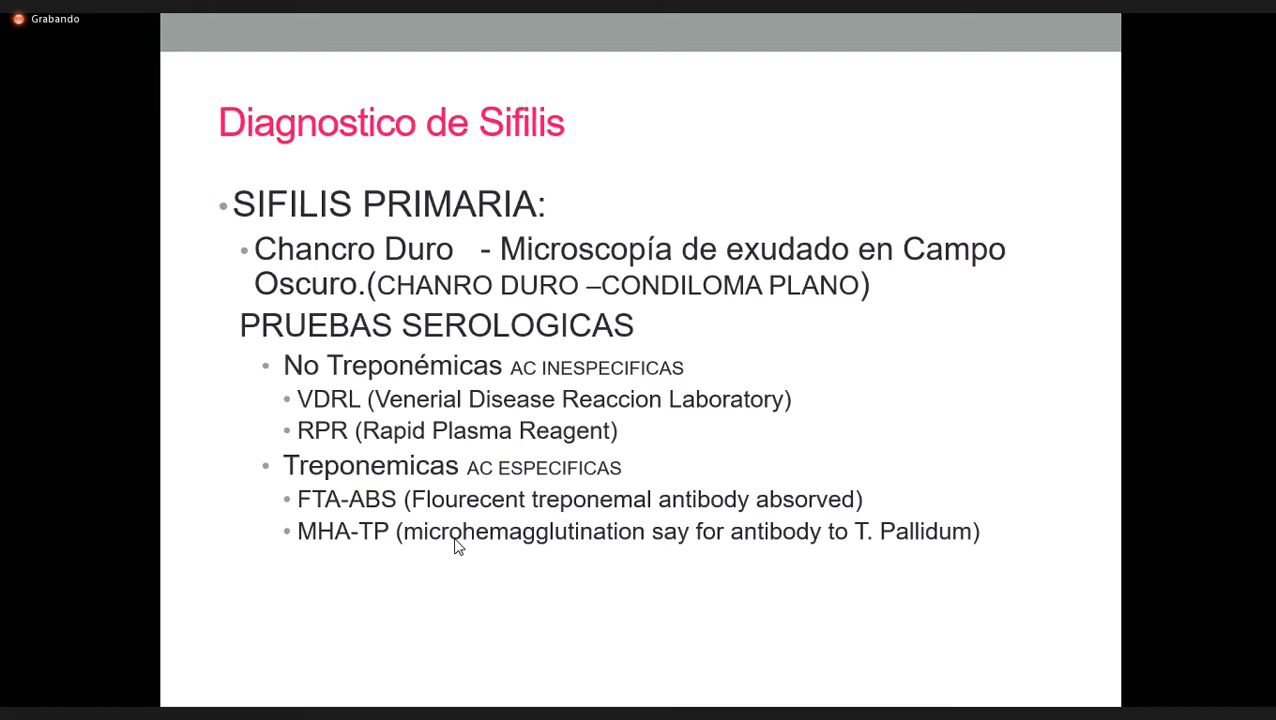 Grabando
Diagnostico de Sifilis
• SIFILIS PRIMARIA:
• Chancro Duro - Microscopía de exudado en Campo
Oscuro.(CHANRO DURO –CONDILOMA PLANO)
PRUEBAS SEROLOGICAS
• No Treponémicas AC INESPECIFICAS
• VDRL (Venerial Disease Reaccion Laboratory)
• RPR (Rapid Plasma Reagent)
• Treponemicas AC ESPECIFICAS
• FTA-ABS (Flourecent treponemal antibody absorved)
• MHA-TP (microhemagglutination say for antibody to T. Pallidum)